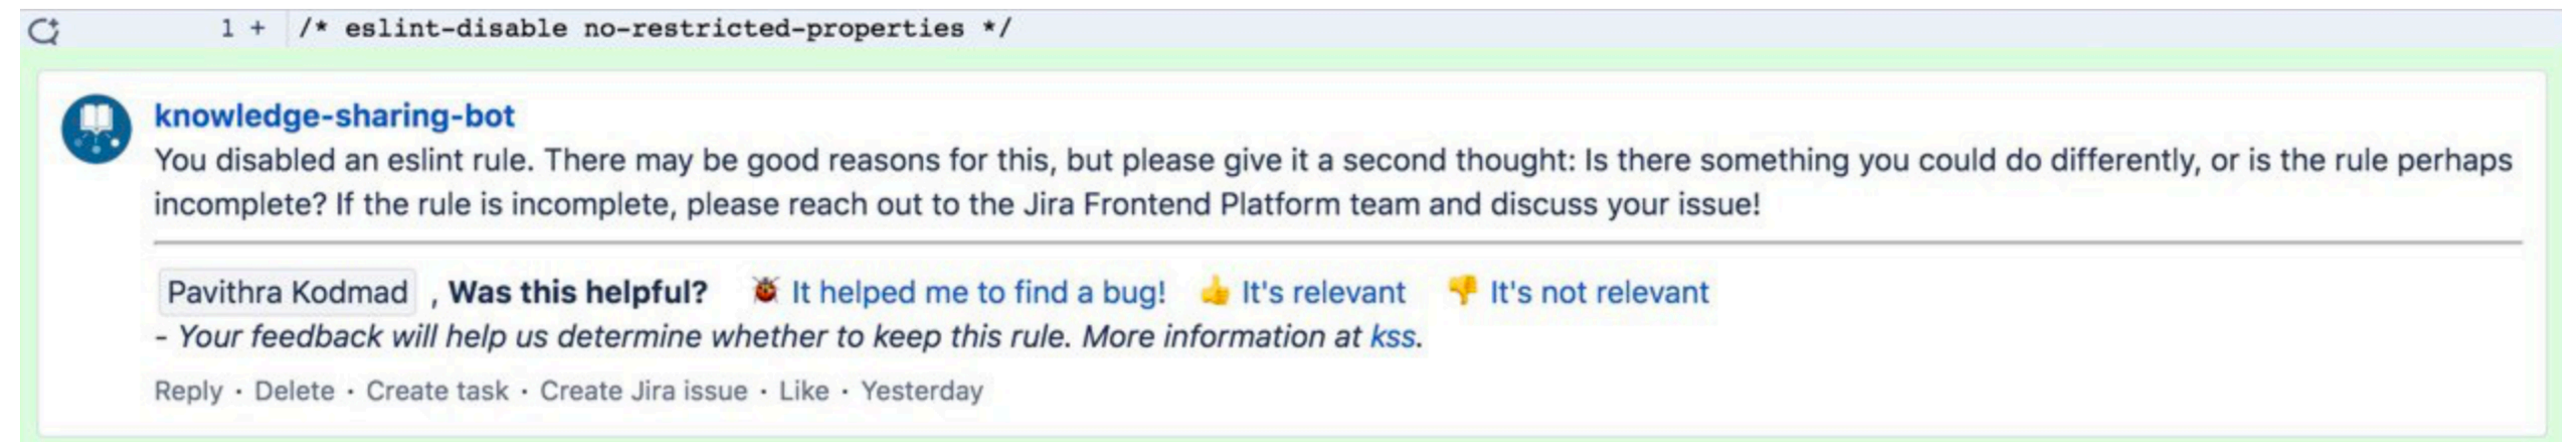 1 + /* eslint-disable no-restricted-properties */
knowledge-sharing-bot
You disabled an eslint rule. There may be good reasons for this, but please give it a second thought: Is there something you could do differently, or is the rule perhaps
incomplete? If the rule is incomplete, please reach out to the Jira Frontend Platform team and discuss your issue!
Pavithra Kodmad , Was this helpful? 🐞 It helped me to find a bug! 👍 It's relevant 👎 It's not relevant
- Your feedback will help us determine whether to keep this rule. More information at kss.
Reply · Delete · Create task · Create Jira issue · Like · Yesterday